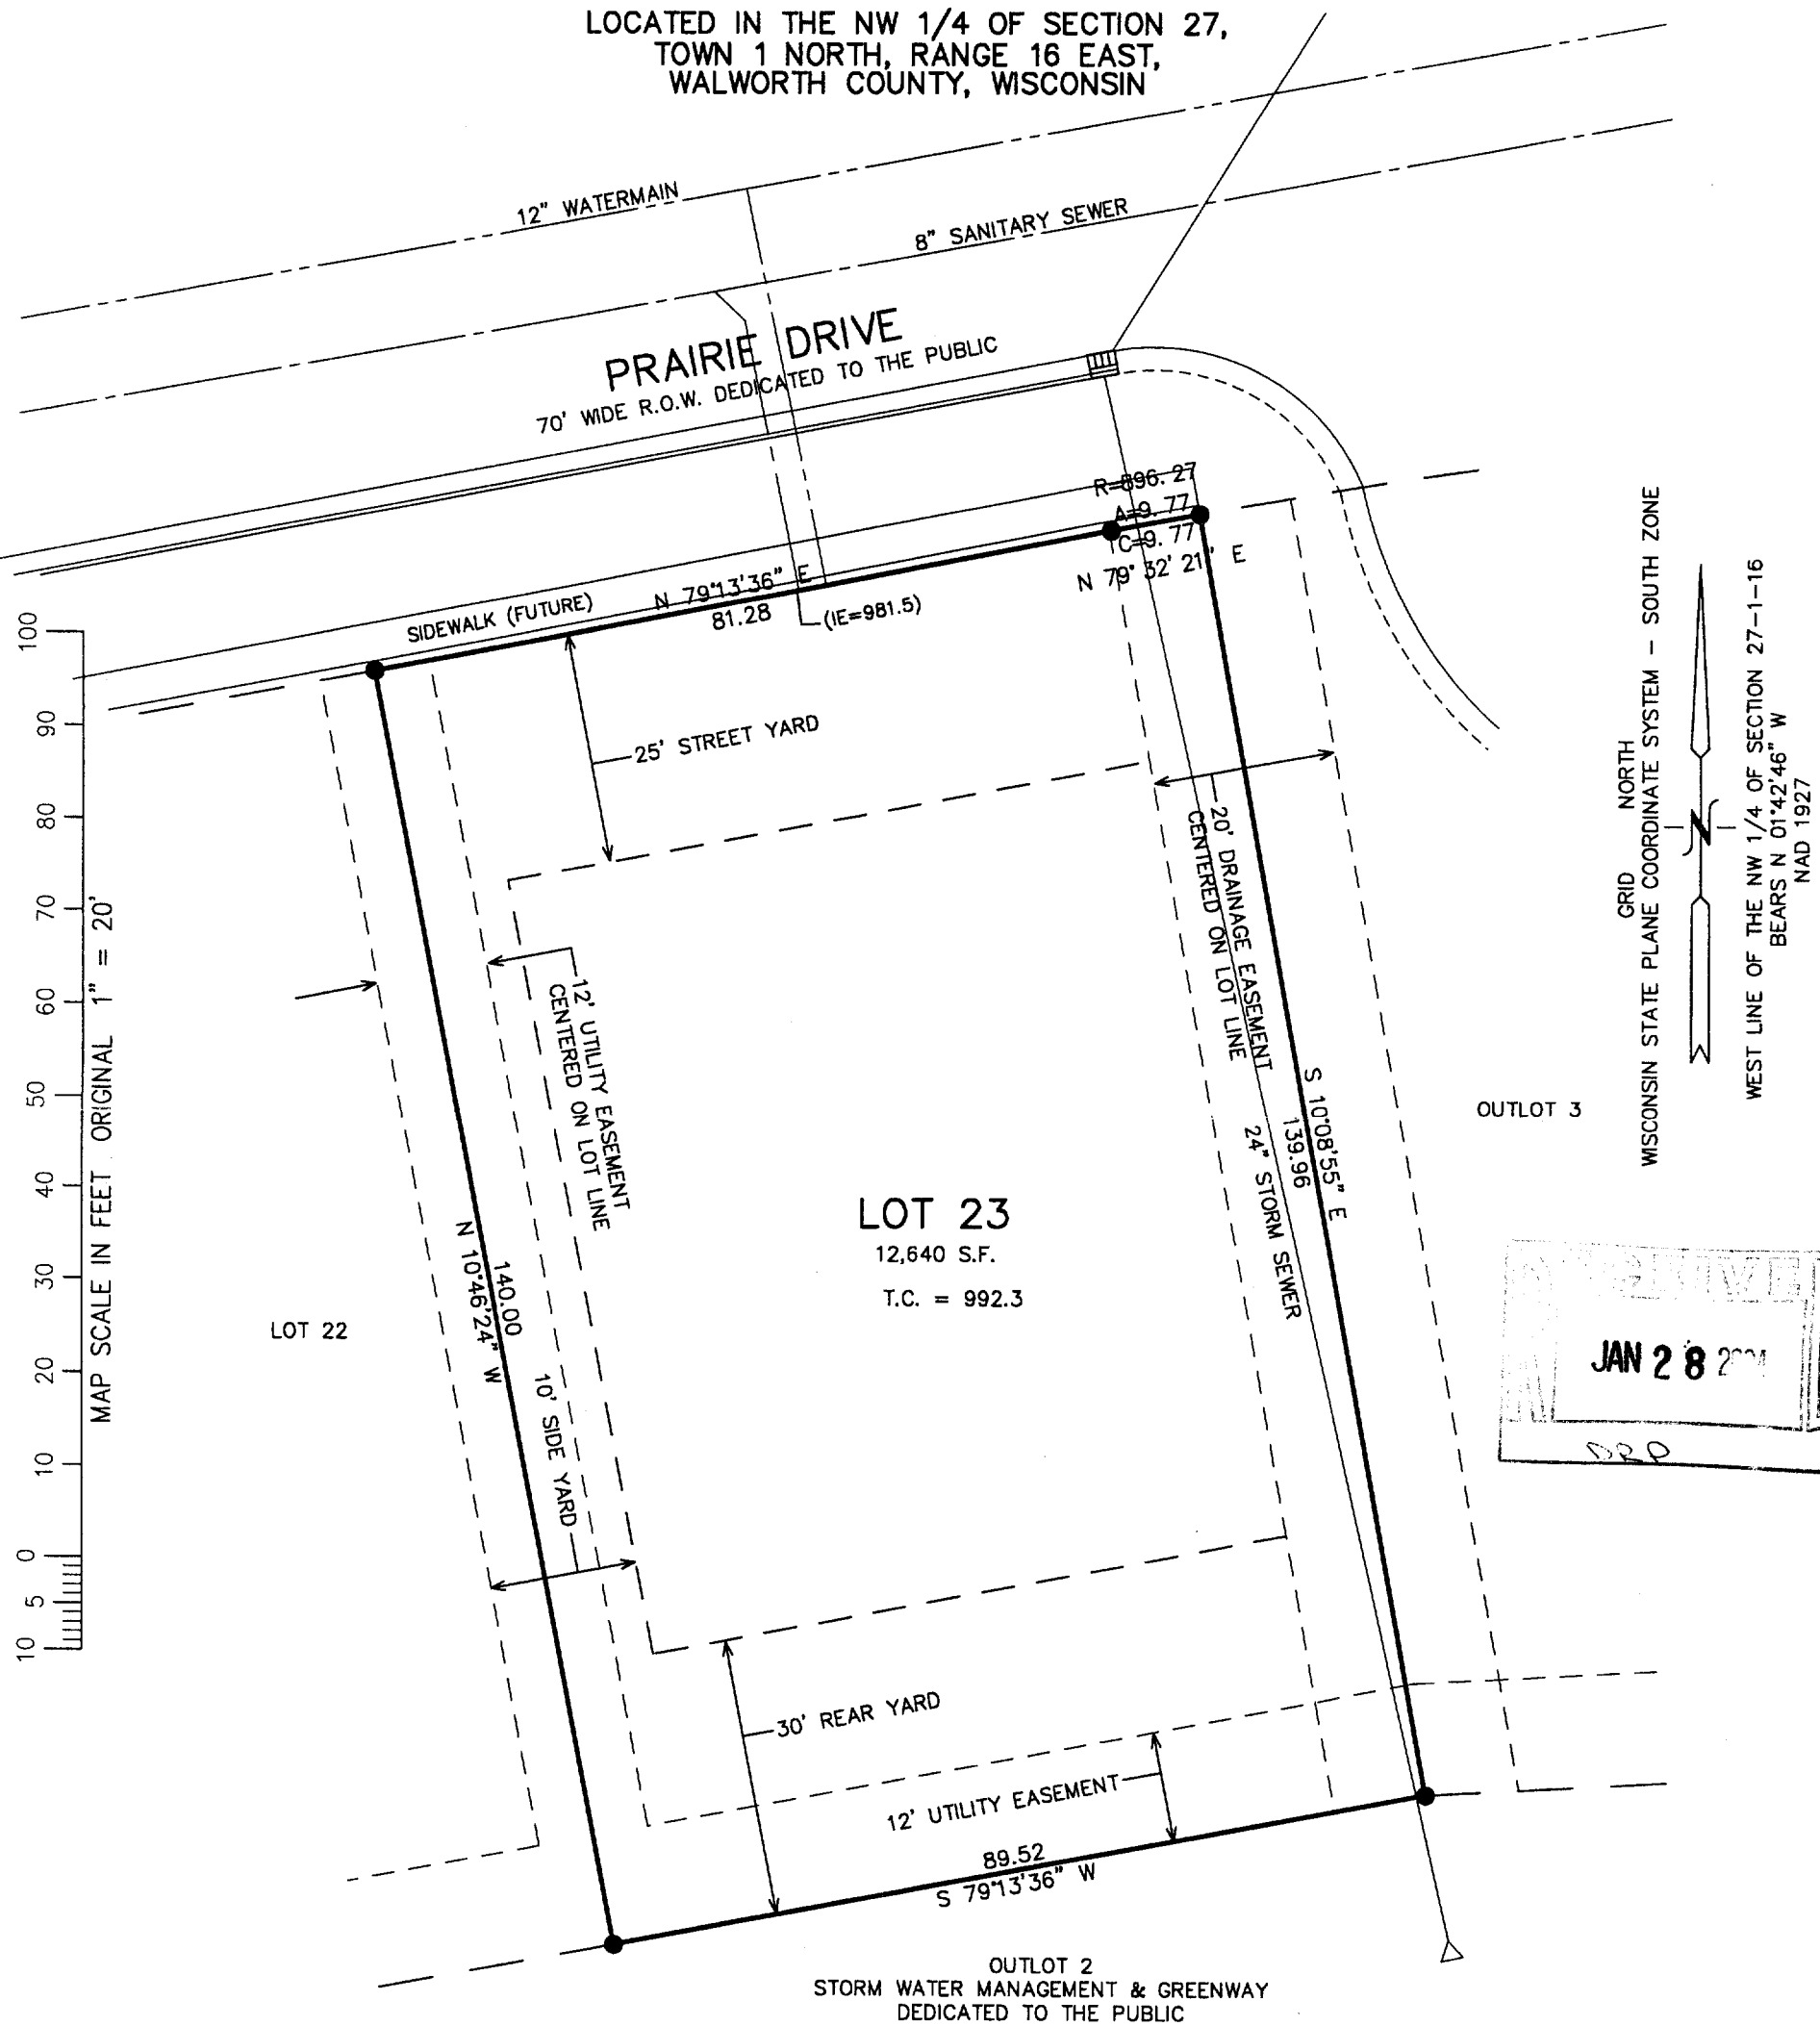 LOCATED IN THE NW 1/4 OF SECTION 27,
TOWN 1 NORTH, RANGE 16 EAST,
WALWORTH COUNTY, WISCONSIN
12" WATERMAIN
8" SANITARY SEWER
PRAIRIE DRIVE
70' WIDE R.O.W. DEDICATED TO THE PUBLIC
R=896.27
A=9.77
C=9.77
N 79°32'21" E
SIDEWALK (FUTURE)
N 79°13'36" E
81.28
(IE=981.5)
25' STREET YARD
20' DRAINAGE EASEMENT
CENTERED ON LOT LINE
12' UTILITY EASEMENT
CENTERED ON LOT LINE
S 10°08'55" E
139.96
24" STORM SEWER
OUTLOT 3
LOT 23
12,640 S.F.
T.C. = 992.3
LOT 22
140.00
N 10°46'24" W
10' SIDE YARD
30' REAR YARD
12' UTILITY EASEMENT
89.52
S 79°13'36" W
OUTLOT 2
STORM WATER MANAGEMENT & GREENWAY
DEDICATED TO THE PUBLIC
100
90
80
70
60
50
40
30
20
10
0
5
10
MAP SCALE IN FEET ORIGINAL 1" = 20'
GRID NORTH
WISCONSIN STATE PLANE COORDINATE SYSTEM - SOUTH ZONE
N
WEST LINE OF THE NW 1/4 OF SECTION 27-1-16
BEARS N 01°42'46" W
NAD 1927
JAN 28